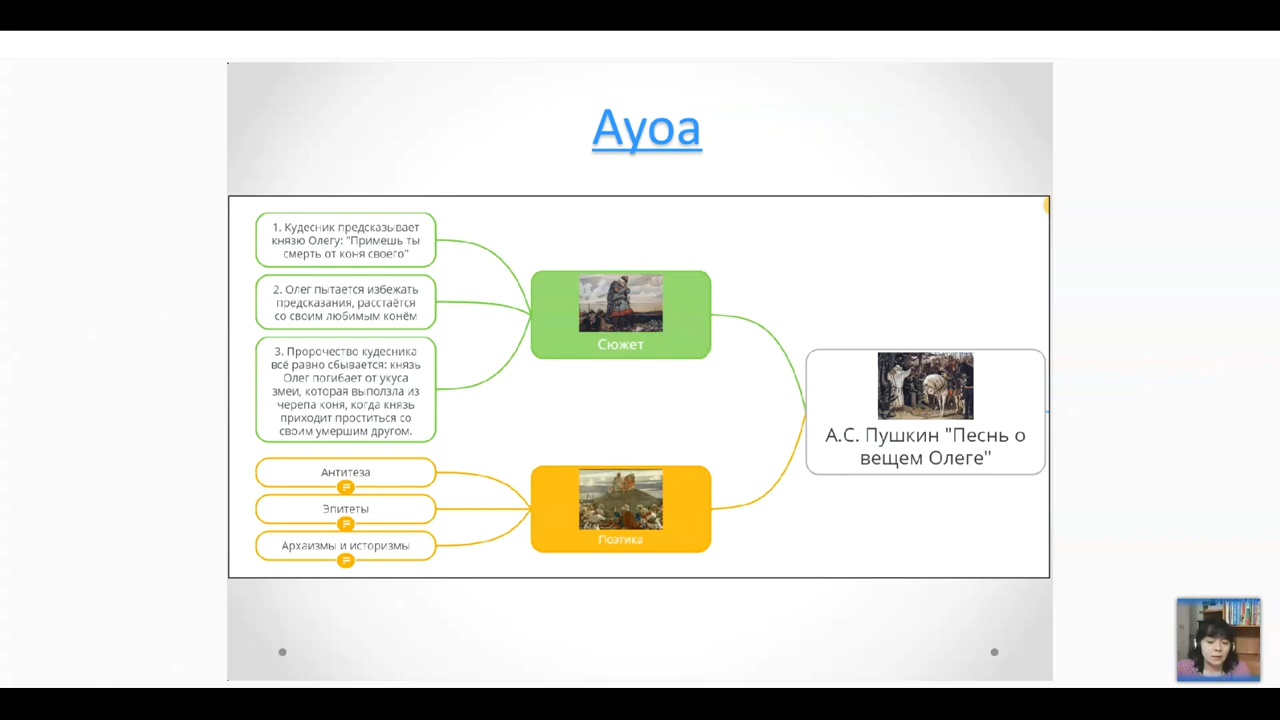 Ayoa
1. Кудесник предсказывает
князю Олегу: "Примешь ты
смерть от коня своего"
2. Олег пытается избежать
предсказания, расстаётся
со своим любимым конём
3. Пророчество кудесника
всё равно сбывается: князь
Олег погибает от укуса
змеи, которая выползла из
черепа коня, когда князь
приходит проститься со
своим умершим другом.
Сюжет
А.С. Пушкин "Песнь о
вещем Олеге"
Антитеза
Эпитеты
Архаизмы и историзмы
Поэтика